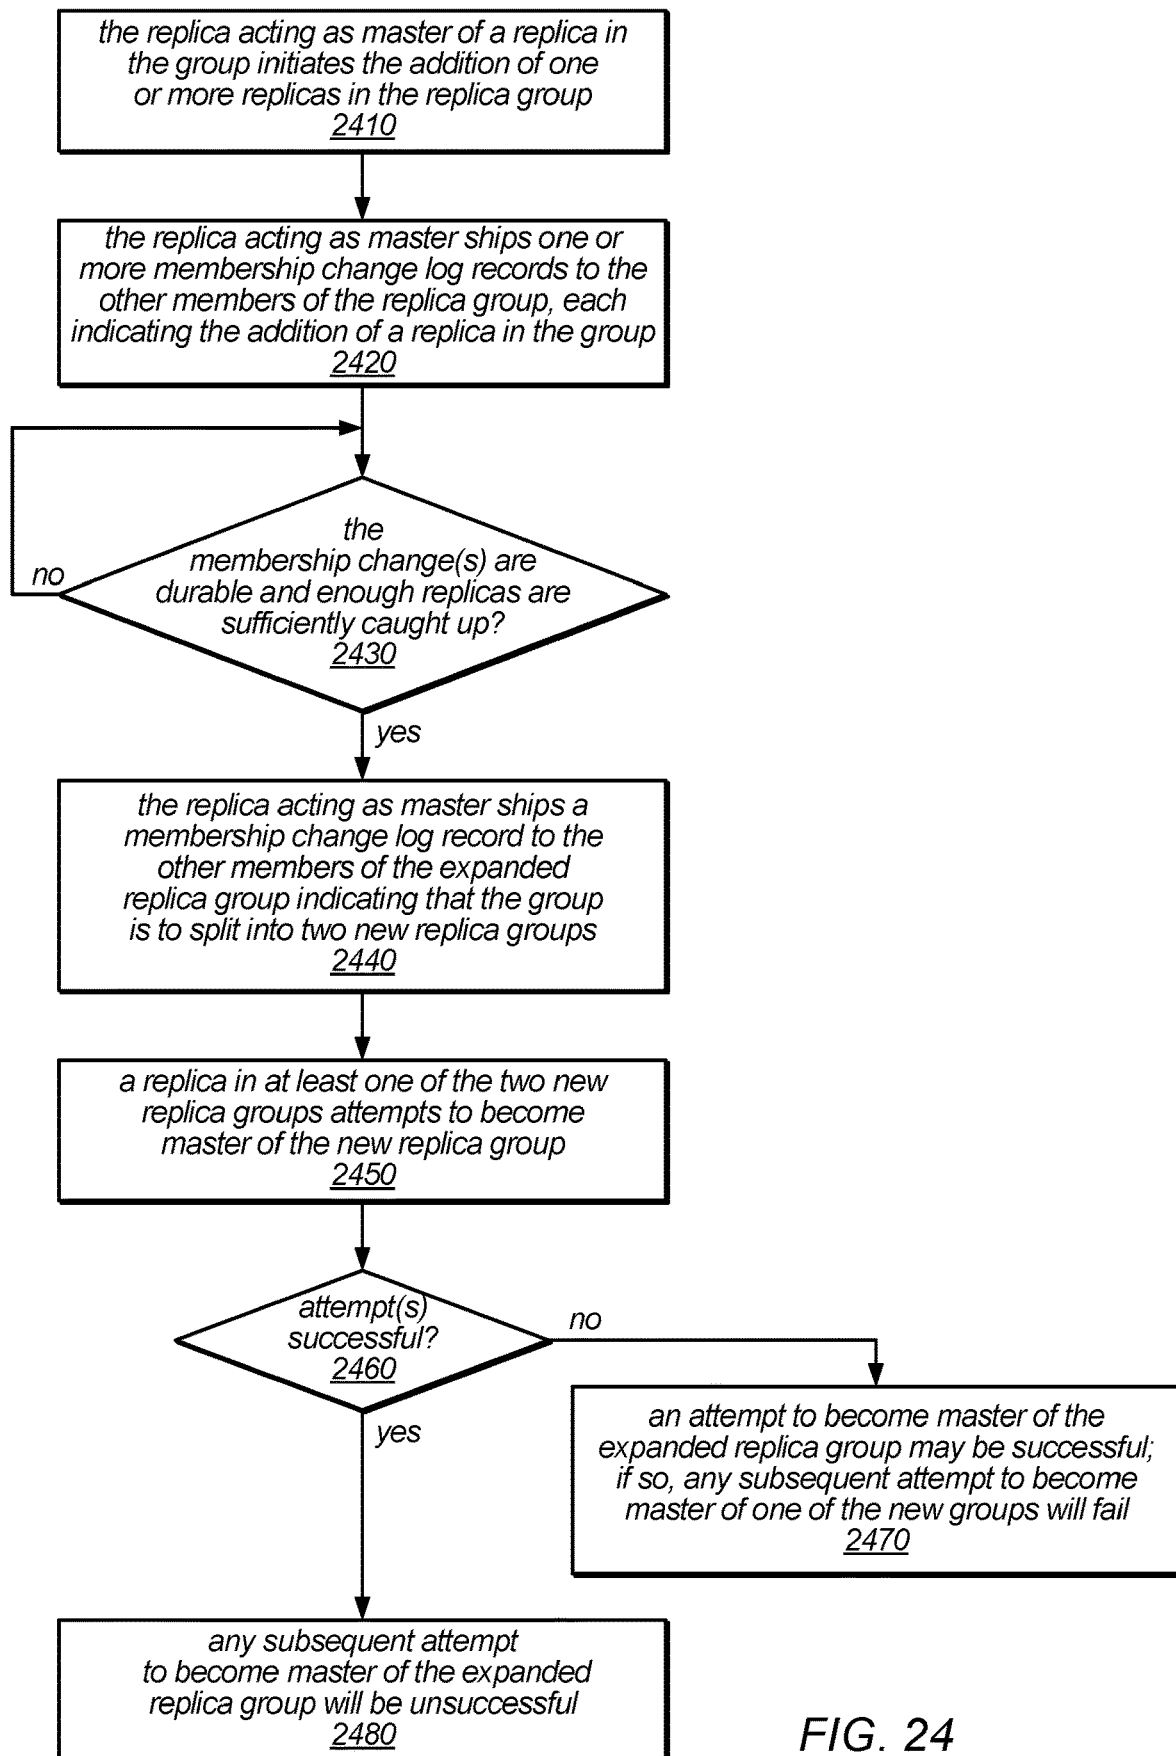 the replica acting as master of a replica in
the group initiates the addition of one
or more replicas in the replica group
2410
the replica acting as master ships one or
more membership change log records to the
other members of the replica group, each
indicating the addition of a replica in the group
2420
the
membership change(s) are
durable and enough replicas are
sufficiently caught up?
2430
no
yes
the replica acting as master ships a
membership change log record to the
other members of the expanded
replica group indicating that the group
is to split into two new replica groups
2440
a replica in at least one of the two new
replica groups attempts to become
master of the new replica group
2450
attempt(s)
successful?
2460
no
yes
an attempt to become master of the
expanded replica group may be successful;
if so, any subsequent attempt to become
master of one of the new groups will fail
2470
any subsequent attempt
to become master of the expanded
replica group will be unsuccessful
2480
FIG. 24